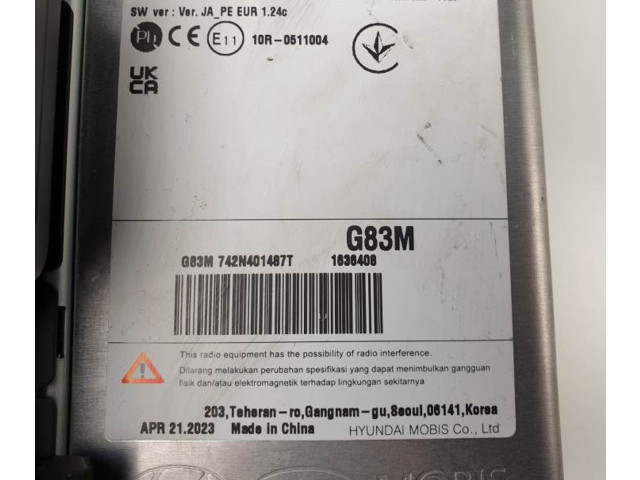 SW ver : Ver. JA_PE EUR 1.24c
CE E11 10R-0511004
UK
CA
G83M
G83M 742N401487T 1636408
This radio equipment has the possibility of radio interference.
Dilarang melakukan perubahan spesifikasi yang dapat menimbulkan gangguan
fisik dan/atau elektromagnetik terhadap lingkungan sekitarnya
203,Teheran-ro,Gangnam-gu,Seoul,06141,Korea
APR 21.2023 Made in China HYUNDAI MOBIS Co., Ltd
MOBIS